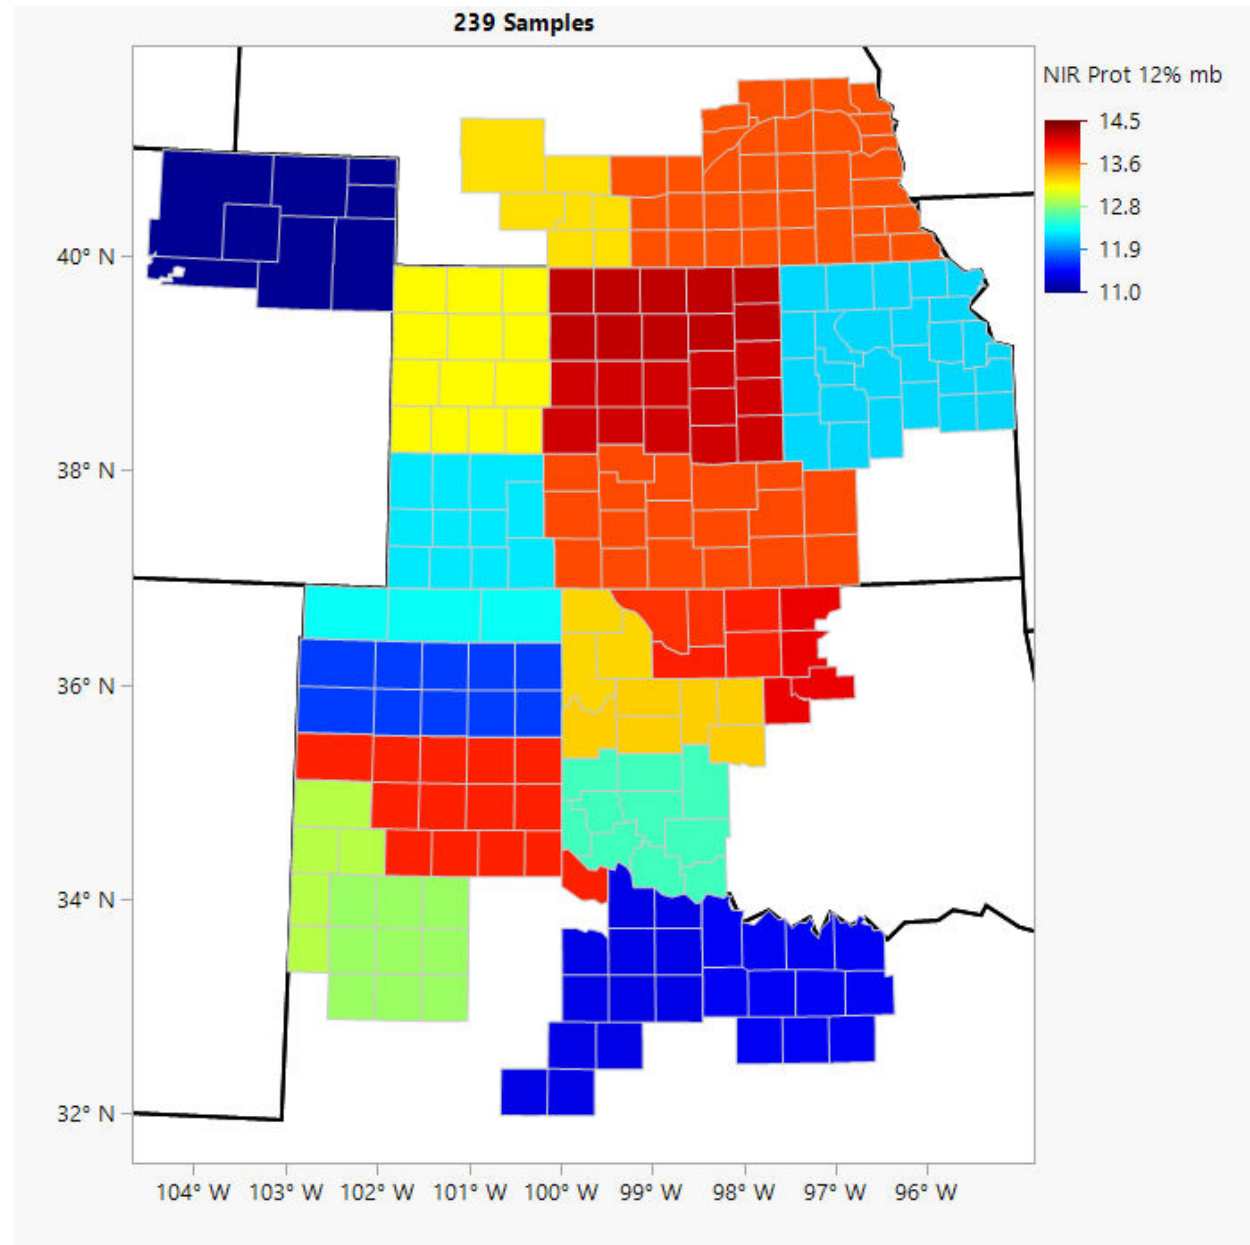 239 Samples
NIR Prot 12% mb
14.5
13.6
12.8
11.9
11.0
40° N
38° N
36° N
34° N
32° N
104° W 103° W 102° W 101° W 100° W 99° W 98° W 97° W 96° W